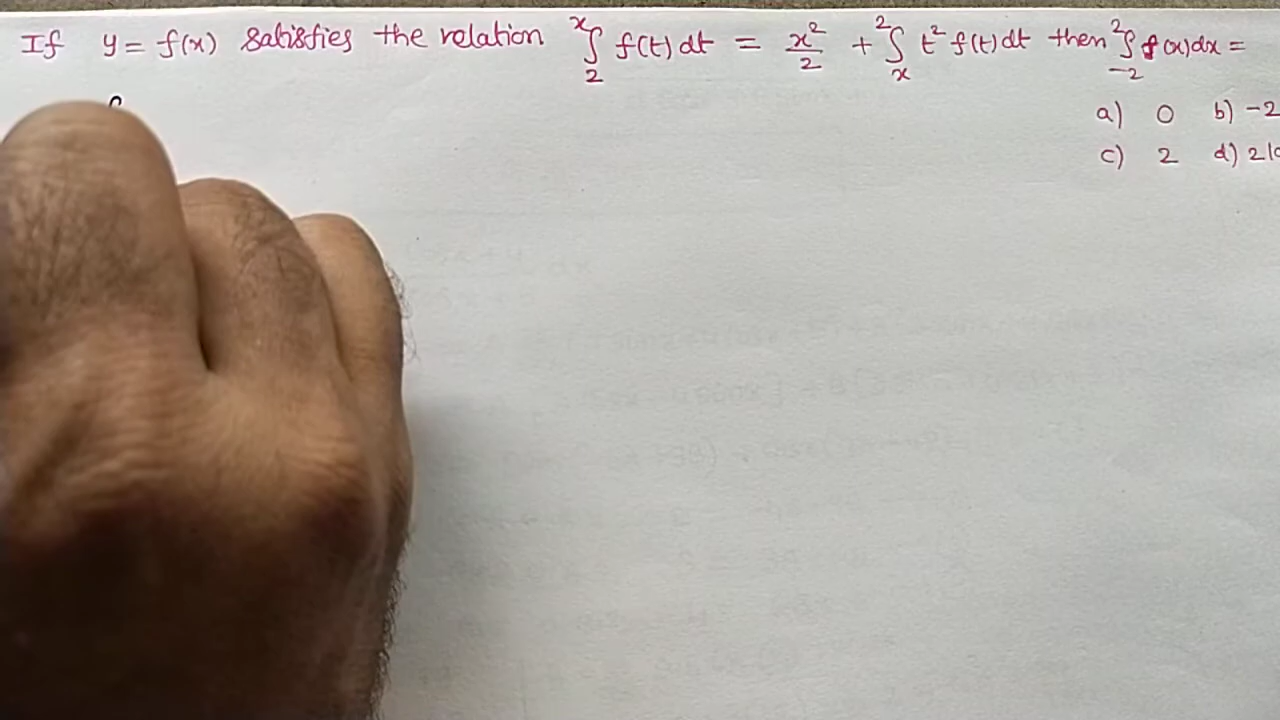 If y = f(x) satisfies the relation ∫₂ˣ f(t) dt = x²/2 + ∫ₓ² t² f(t) dt then ∫₋₂² f(x) dx =
a) 0 b) -2
c) 2 d)